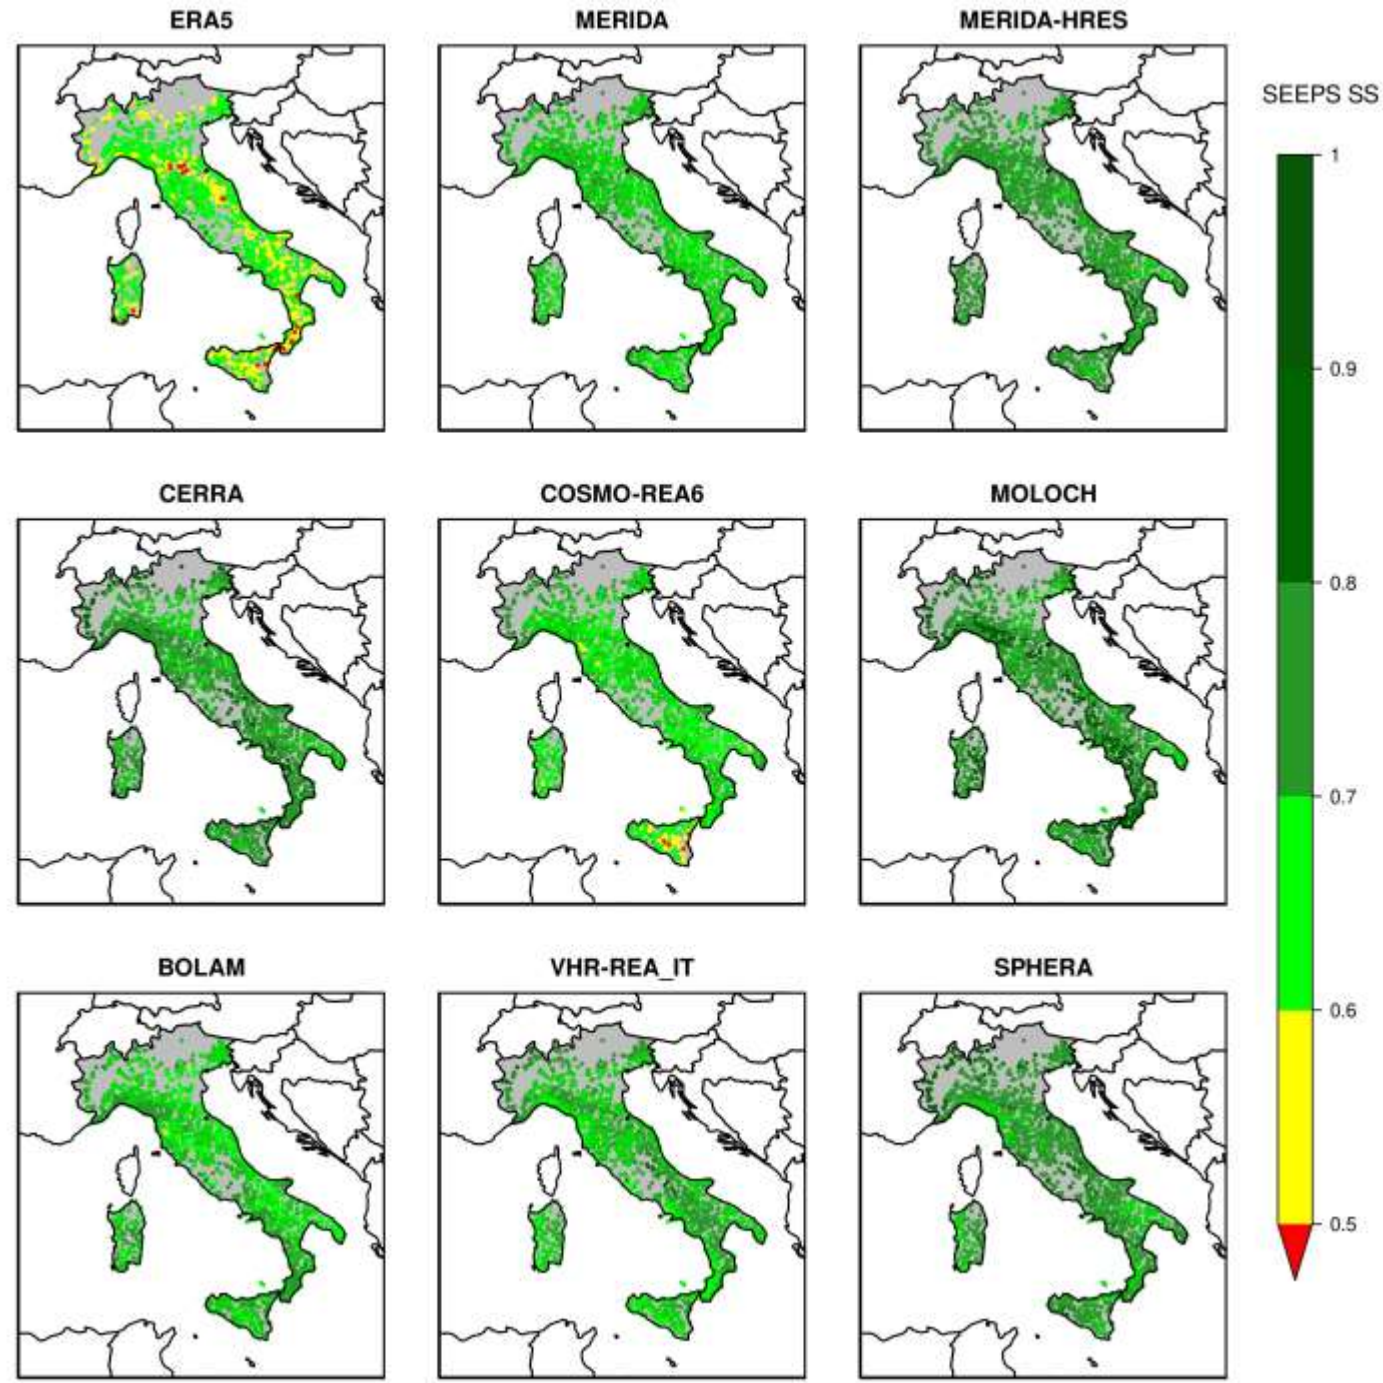 ERA5
MERIDA
MERIDA-HRES
SEEPS SS
1
0.9
CERRA
COSMO-REA6
MOLOCH
0.8
0.7
BOLAM
VHR-REA_IT
SPHERA
0.6
0.5